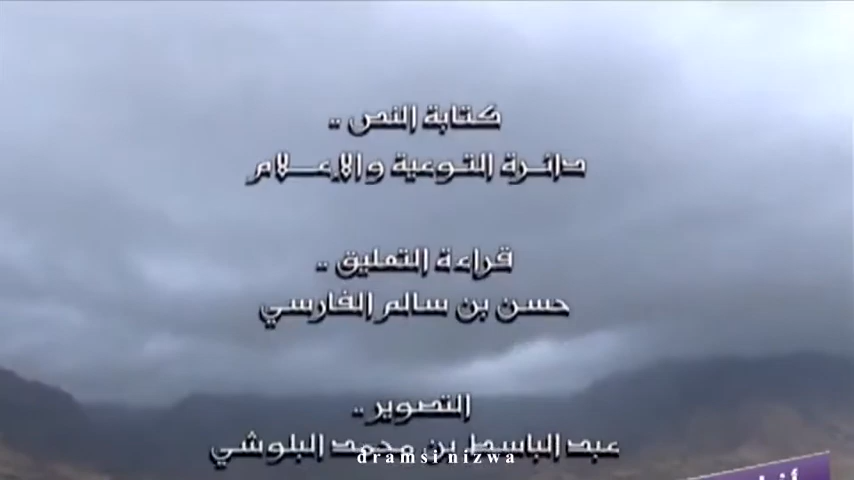 كتابة النص ..
دائرة التوعية والإعلام
قراءة التعليق ..
حسن بن سالم الفارسي
التصوير ..
عبد الباسط بن محمد البلوشي
dramsi nizwa